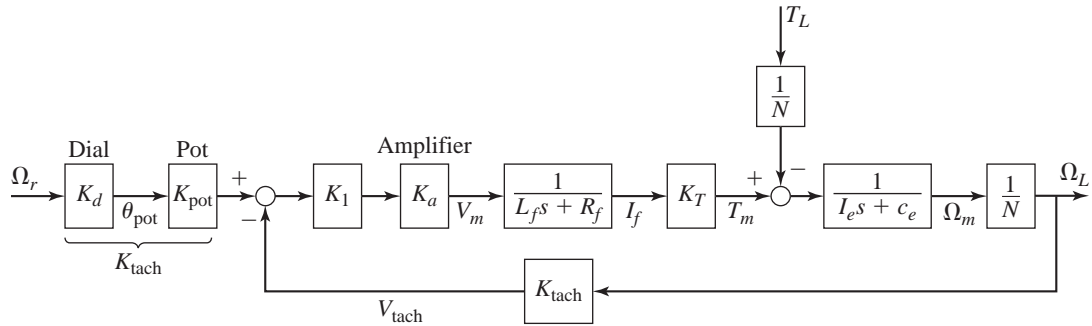 T_L
1/N
Dial
Pot
Amplifier
Ω_r
K_d
θ_pot
K_pot
+
−
K_1
K_a
V_m
1/(L_f s + R_f)
I_f
K_T
+
T_m
−
1/(I_e s + c_e)
Ω_m
1/N
Ω_L
K_tach
K_tach
V_tach